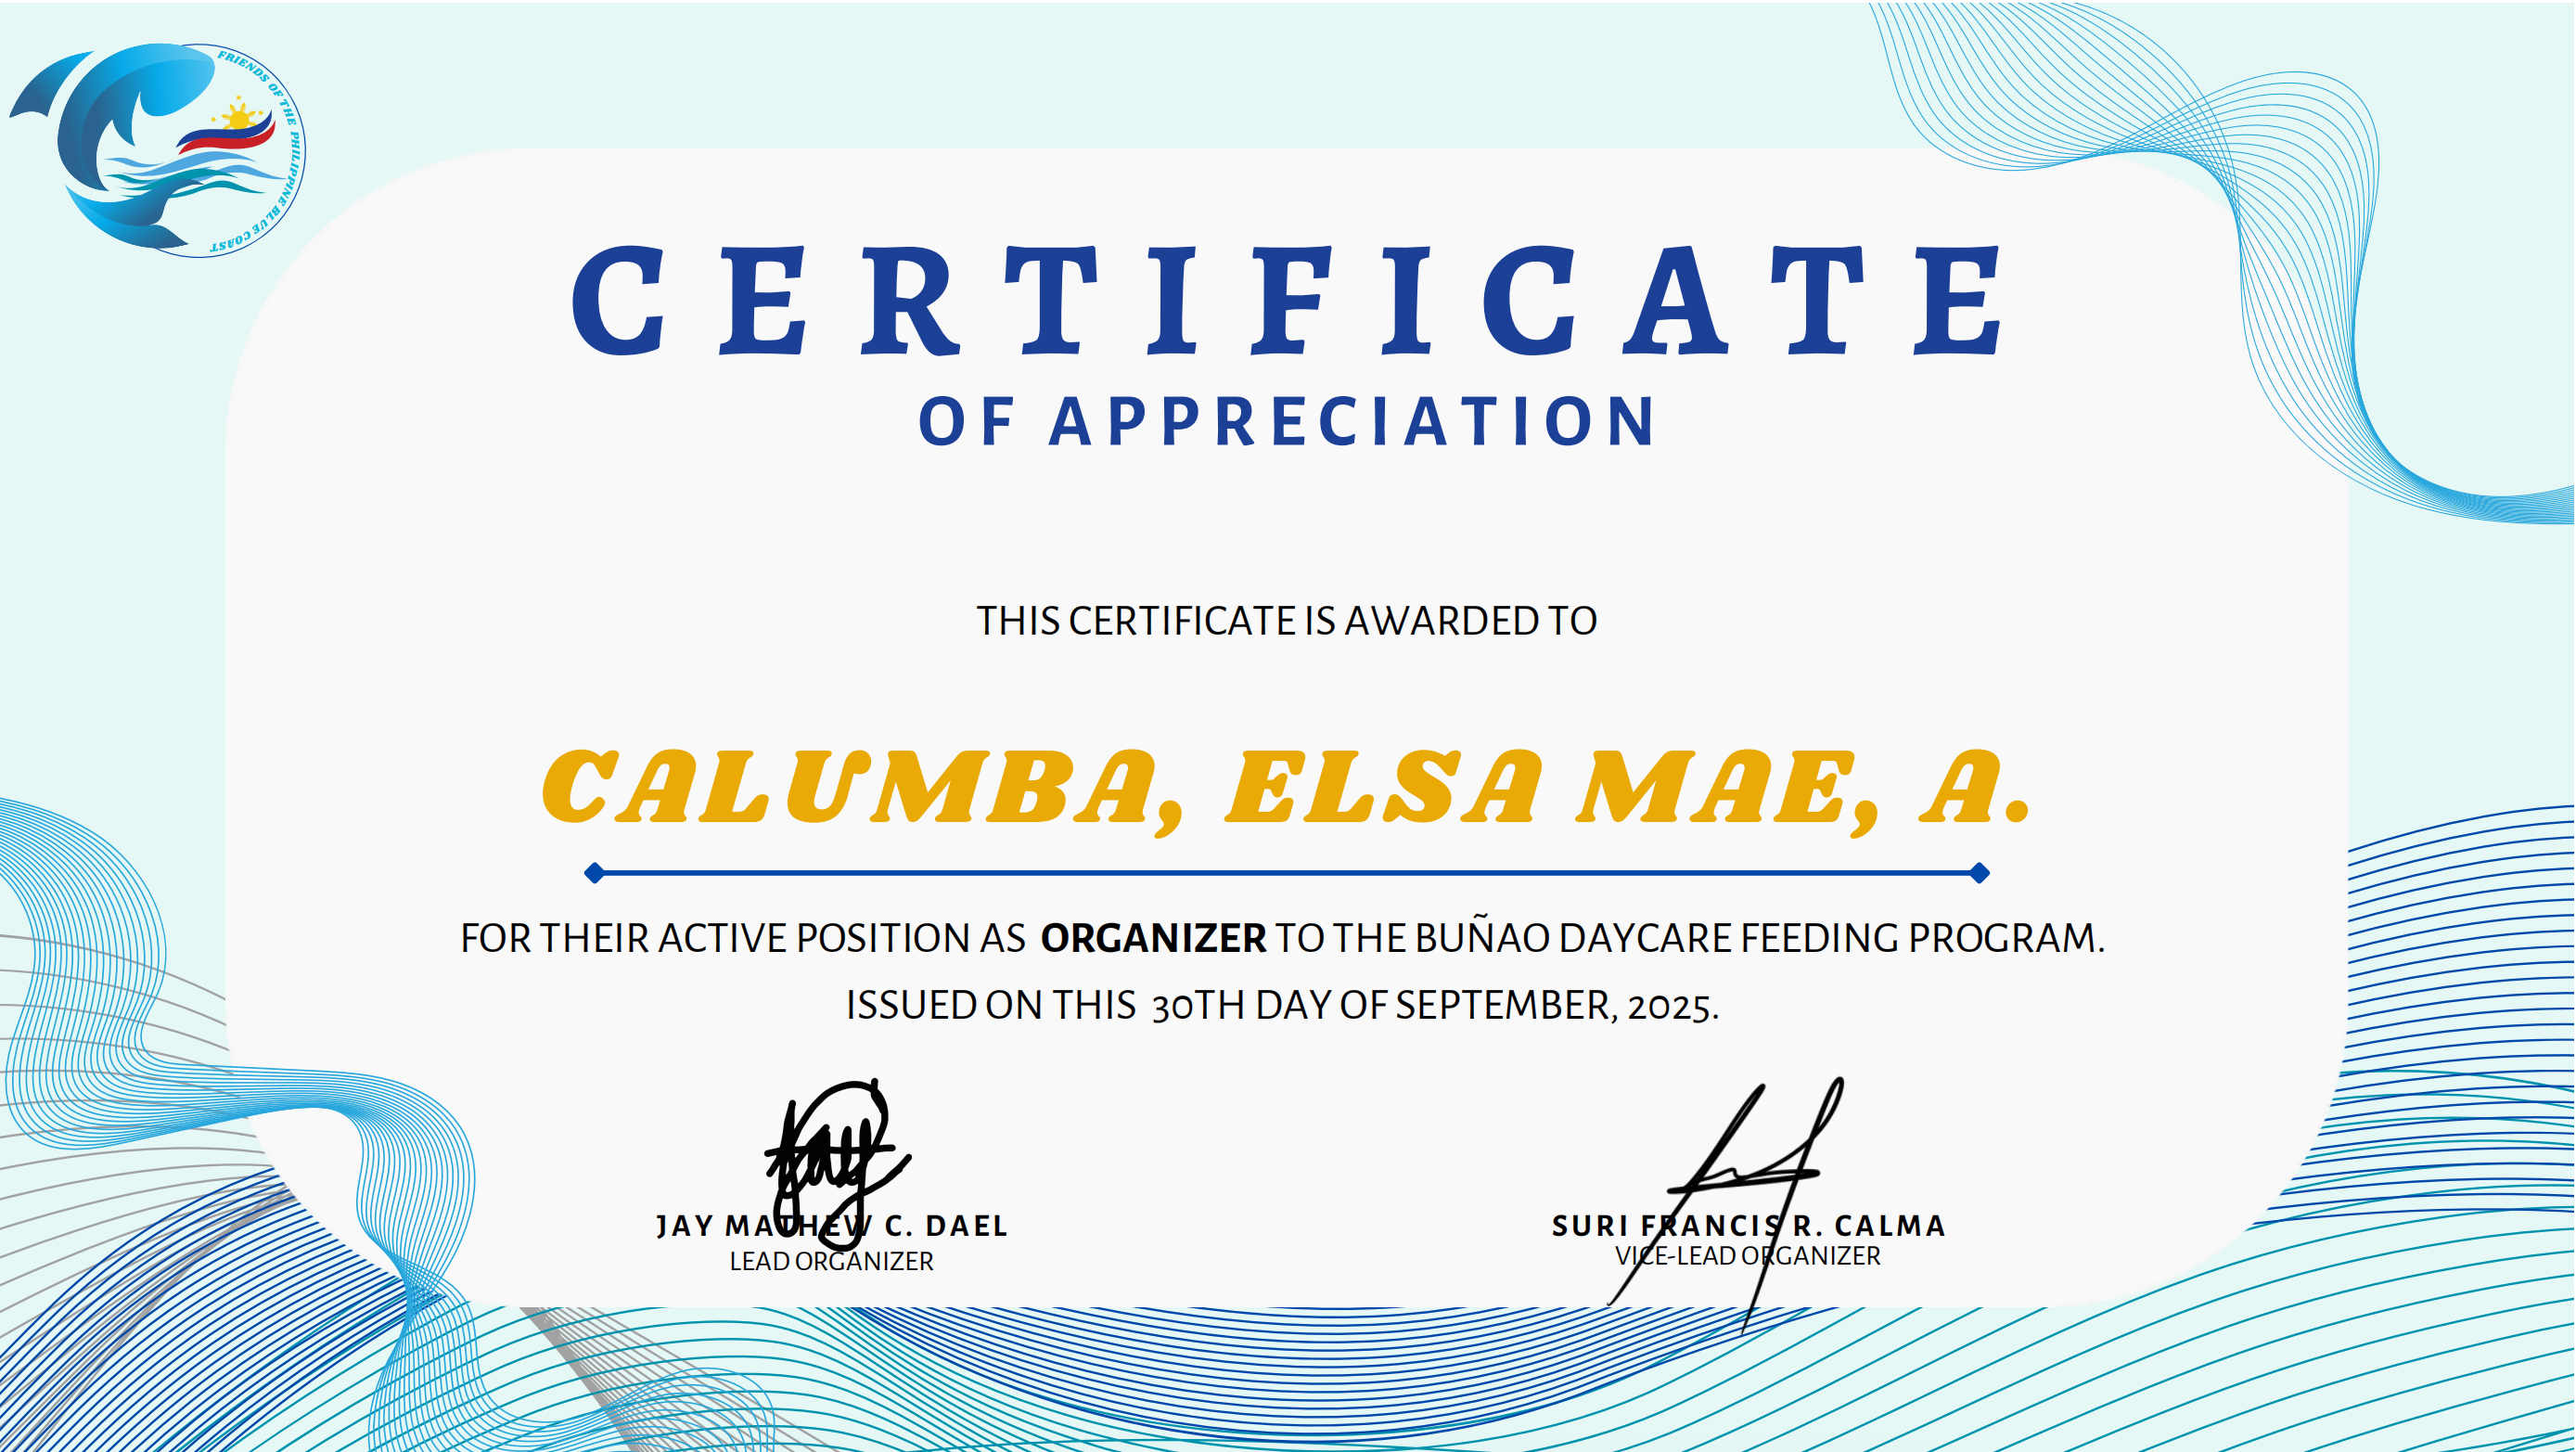 FRIENDS OF THE PHILIPPINE BLUE COAST
CERTIFICATE
OF APPRECIATION
THIS CERTIFICATE IS AWARDED TO
CALUMBA, ELSA MAE, A.
FOR THEIR ACTIVE POSITION AS ORGANIZER TO THE BUÑAO DAYCARE FEEDING PROGRAM.
ISSUED ON THIS 30TH DAY OF SEPTEMBER, 2025.
Jay
JAY MATHEW C. DAEL
LEAD ORGANIZER
SURI FRANCIS R. CALMA
VICE-LEAD ORGANIZER